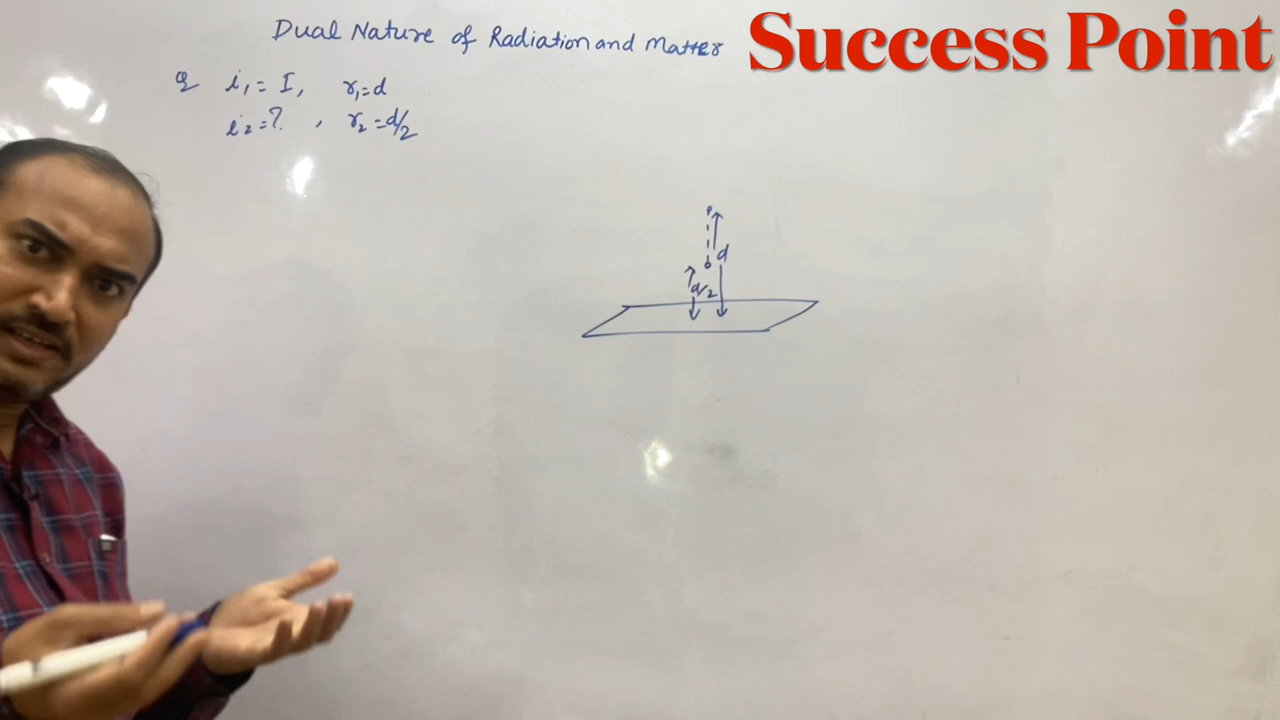 Dual Nature of Radiation and Matter
Success Point
Q i₁ = I, r₁=d
i₂ =? , r₂ =d/2
d
d/2